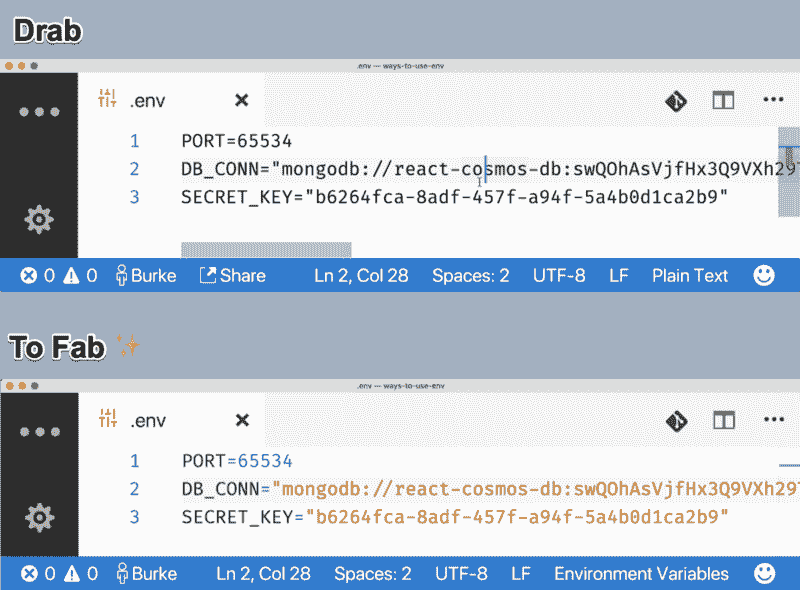 Drab
.env — ways-to-use-env
.env
1 PORT=65534
2 DB_CONN="mongodb://react-cosmos-db:swQOhAsVjfHx3Q9VXh29T
3 SECRET_KEY="b6264fca-8adf-457f-a94f-5a4b0d1ca2b9"
0 0 Burke Share Ln 2, Col 28 Spaces: 2 UTF-8 LF Plain Text
To Fab
.env — ways-to-use-env
.env
1 PORT=65534
2 DB_CONN="mongodb://react-cosmos-db:swQOhAsVjfHx3Q9VXh29T
3 SECRET_KEY="b6264fca-8adf-457f-a94f-5a4b0d1ca2b9"
0 0 Burke Ln 2, Col 28 Spaces: 2 UTF-8 LF Environment Variables